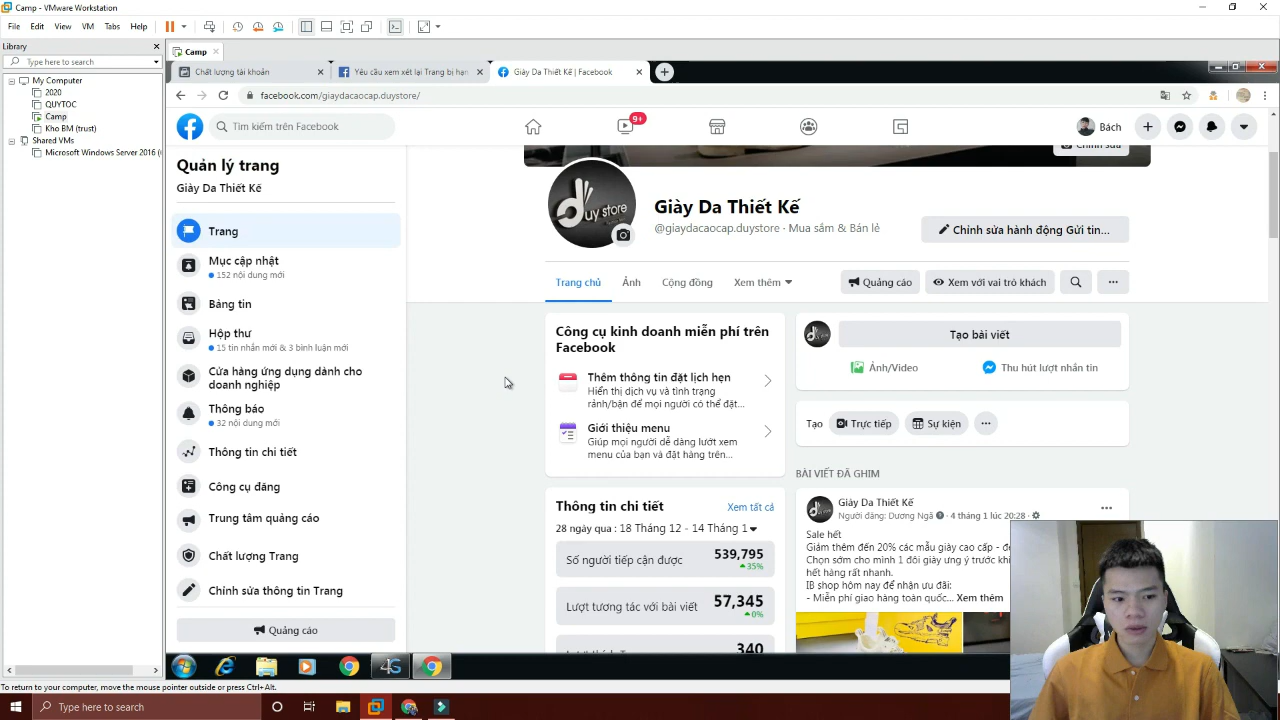 Camp - VMware Workstation
File Edit View VM Tabs Help
Library
Type here to search
My Computer
2020
QUYTOC
Camp
Kho BM (trust)
Shared VMs
Microsoft Windows Server 2016 (
Camp
Chất lượng tài khoản
Yêu cầu xem xét lại Trang bị hạn
Giày Da Thiết Kế | Facebook
facebook.com/giaydacaocap.duystore/
Tìm kiếm trên Facebook
9+
Bách
Quản lý trang
Giày Da Thiết Kế
Trang
Mục cập nhật
152 nội dung mới
Bảng tin
Hộp thư
15 tin nhắn mới & 3 bình luận mới
Cửa hàng ứng dụng dành cho
doanh nghiệp
Thông báo
32 nội dung mới
Thông tin chi tiết
Công cụ đăng
Trung tâm quảng cáo
Chất lượng Trang
Chỉnh sửa thông tin Trang
Quảng cáo
Chỉnh sửa
duy store
Giày Da Thiết Kế
@giaydacaocap.duystore · Mua sắm & Bán lẻ
Chỉnh sửa hành động Gửi tin...
Trang chủ Ảnh Cộng đồng Xem thêm
Quảng cáo
Xem với vai trò khách
Công cụ kinh doanh miễn phí trên
Facebook
Thêm thông tin đặt lịch hẹn
Hiển thị dịch vụ và tình trạng
rảnh/bận để mọi người có thể đặt...
Giới thiệu menu
Giúp mọi người dễ dàng lướt xem
menu của bạn và đặt hàng trên...
Thông tin chi tiết
Xem tất cả
28 ngày qua : 18 Tháng 12 - 14 Tháng 1
Số người tiếp cận được
539,795
35%
Lượt tương tác với bài viết
57,345
0%
340
Tạo bài viết
Ảnh/Video
Thu hút lượt nhắn tin
Tạo
Trực tiếp
Sự kiện
BÀI VIẾT ĐÃ GHIM
Giày Da Thiết Kế
Người đăng: Dương Ngã · 4 tháng 1 lúc 20:28 ·
Sale hết
Giảm thêm đến 20% các mẫu giày cao cấp - đ
Chọn sớm cho mình 1 đôi giày ưng ý trước khi
hết hàng rất nhanh.
IB shop hôm nay để nhận ưu đãi:
- Miễn phí giao hàng toàn quốc... Xem thêm
4G
To return to your computer, move the mouse pointer outside or press Ctrl+Alt.
Type here to search